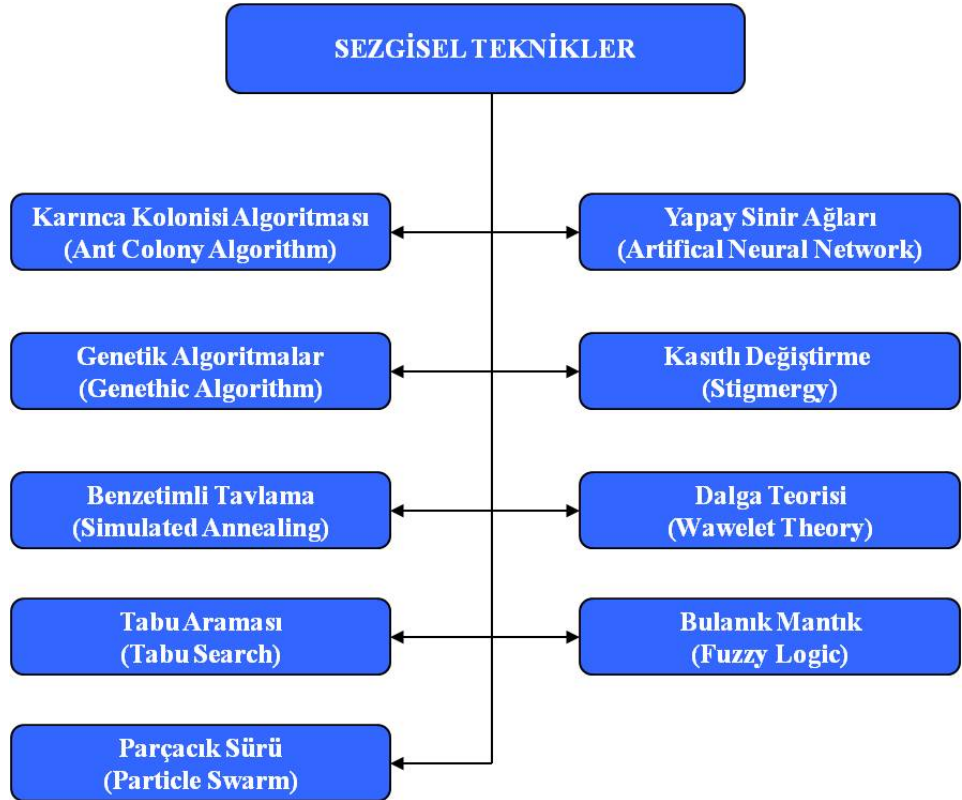 SEZGİSEL TEKNİKLER
Karınca Kolonisi Algoritması
(Ant Colony Algorithm)
Yapay Sinir Ağları
(Artifical Neural Network)
Genetik Algoritmalar
(Genethic Algorithm)
Kasıtlı Değiştirme
(Stigmergy)
Benzetimli Tavlama
(Simulated Annealing)
Dalga Teorisi
(Wawelet Theory)
Tabu Araması
(Tabu Search)
Bulanık Mantık
(Fuzzy Logic)
Parçacık Sürü
(Particle Swarm)